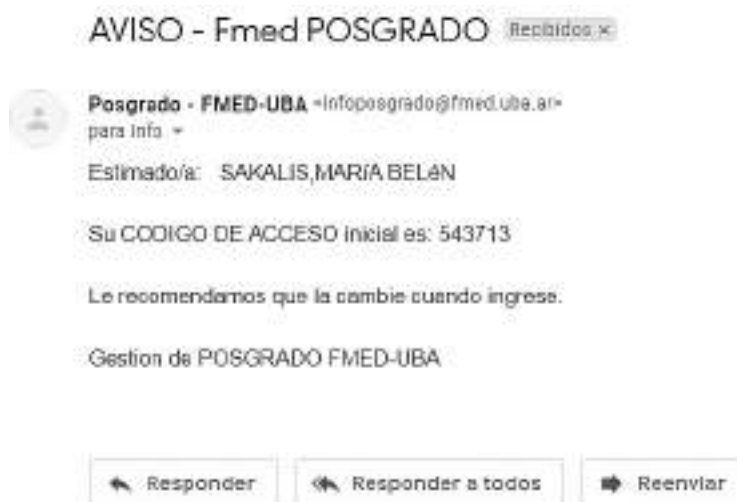 AVISO - Fmed POSGRADO Recibidos ×
Posgrado - FMED-UBA <infoposgrado@fmed.uba.ar>
para Info
Estimado/a: SAKALIS,MARíA BELéN
Su CODIGO DE ACCESO inicial es: 543713
Le recomendamos que la cambie cuando ingrese.
Gestion de POSGRADO FMED-UBA
Responder Responder a todos Reenviar